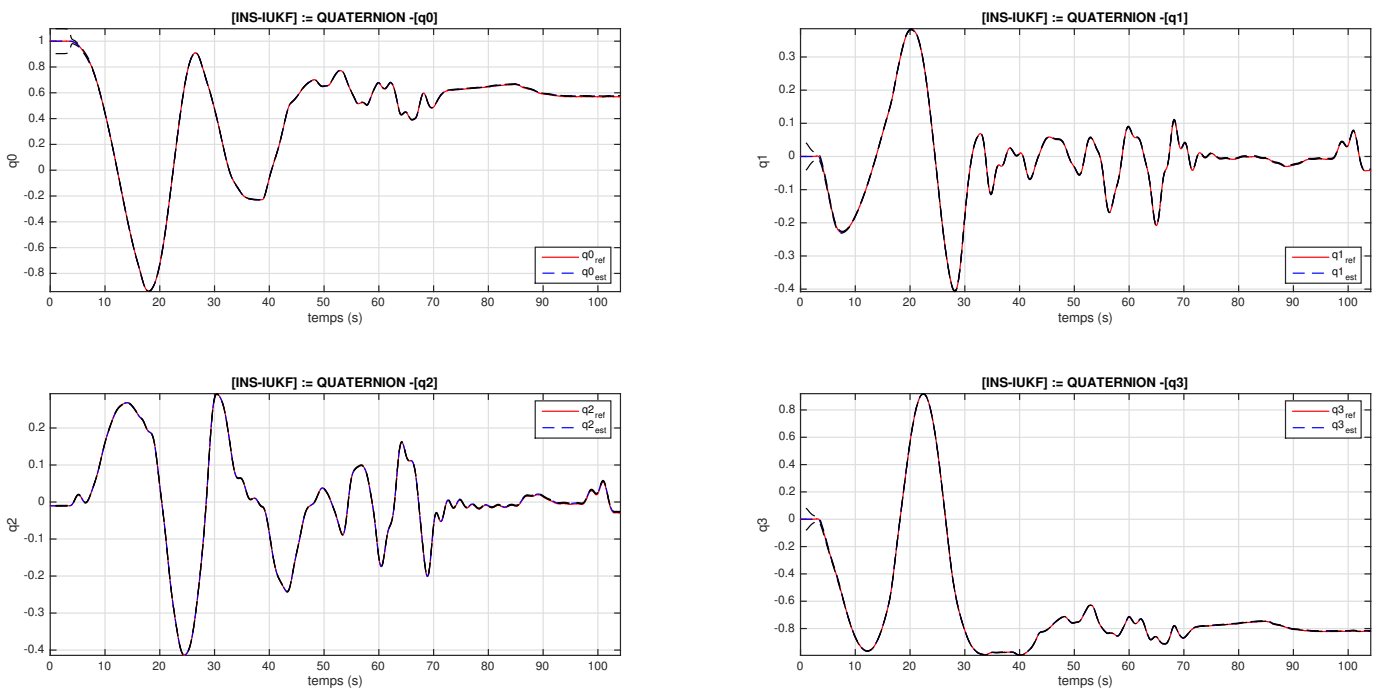 [INS-IUKF] := QUATERNION -[q0]
1
0.8
0.6
0.4
0.2
0
-0.2
-0.4
-0.6
-0.8
q0
q0ref
q0est
0 10 20 30 40 50 60 70 80 90 100
temps (s)
[INS-IUKF] := QUATERNION -[q1]
0.3
0.2
0.1
0
-0.1
-0.2
-0.3
-0.4
q1
q1ref
q1est
0 10 20 30 40 50 60 70 80 90 100
temps (s)
[INS-IUKF] := QUATERNION -[q2]
0.2
0.1
0
-0.1
-0.2
-0.3
-0.4
q2
q2ref
q2est
0 10 20 30 40 50 60 70 80 90 100
temps (s)
[INS-IUKF] := QUATERNION -[q3]
0.8
0.6
0.4
0.2
0
-0.2
-0.4
-0.6
-0.8
q3
q3ref
q3est
0 10 20 30 40 50 60 70 80 90 100
temps (s)